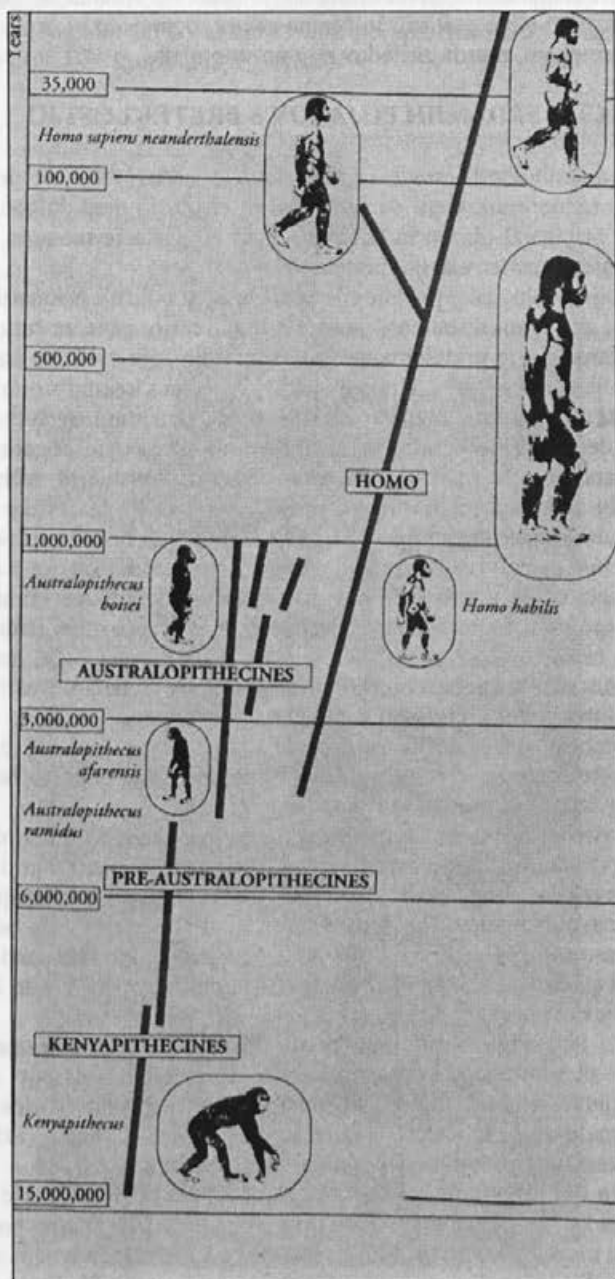 Years
35,000
Homo sapiens neanderthalensis
100,000
500,000
HOMO
1,000,000
Australopithecus
boisei
Homo habilis
AUSTRALOPITHECINES
3,000,000
Australopithecus
afarensis
Australopithecus
ramidus
PRE-AUSTRALOPITHECINES
6,000,000
KENYAPITHECINES
Kenyapithecus
15,000,000